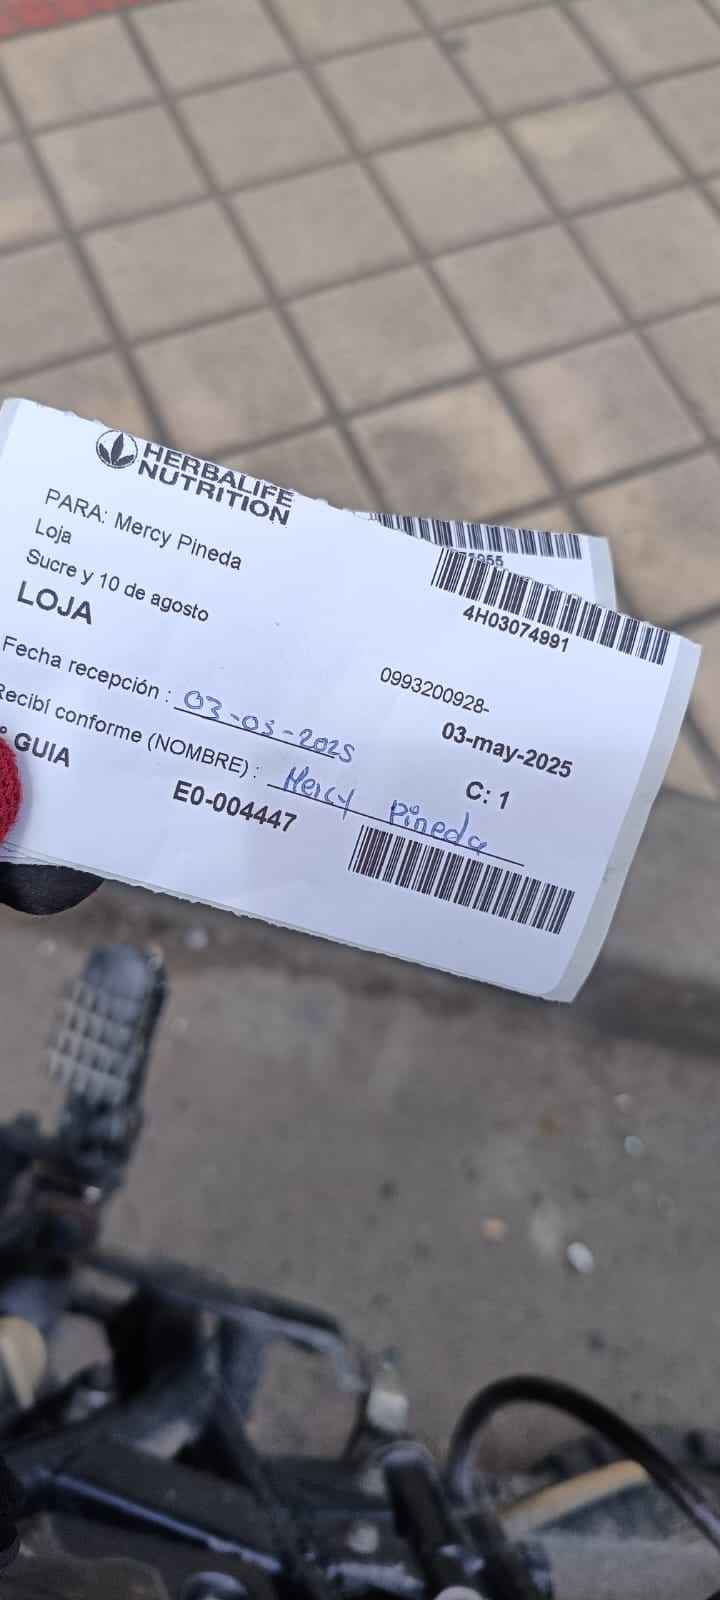 HERBALIFE
NUTRITION
PARA: Mercy Pineda
Loja
Sucre y 10 de agosto
LOJA
4H03074991
0993200928-
03-may-2025
C: 1
Fecha recepción : 03-05-2025
Recibí conforme (NOMBRE) : Mercy Pineda
GUIA
E0-004447